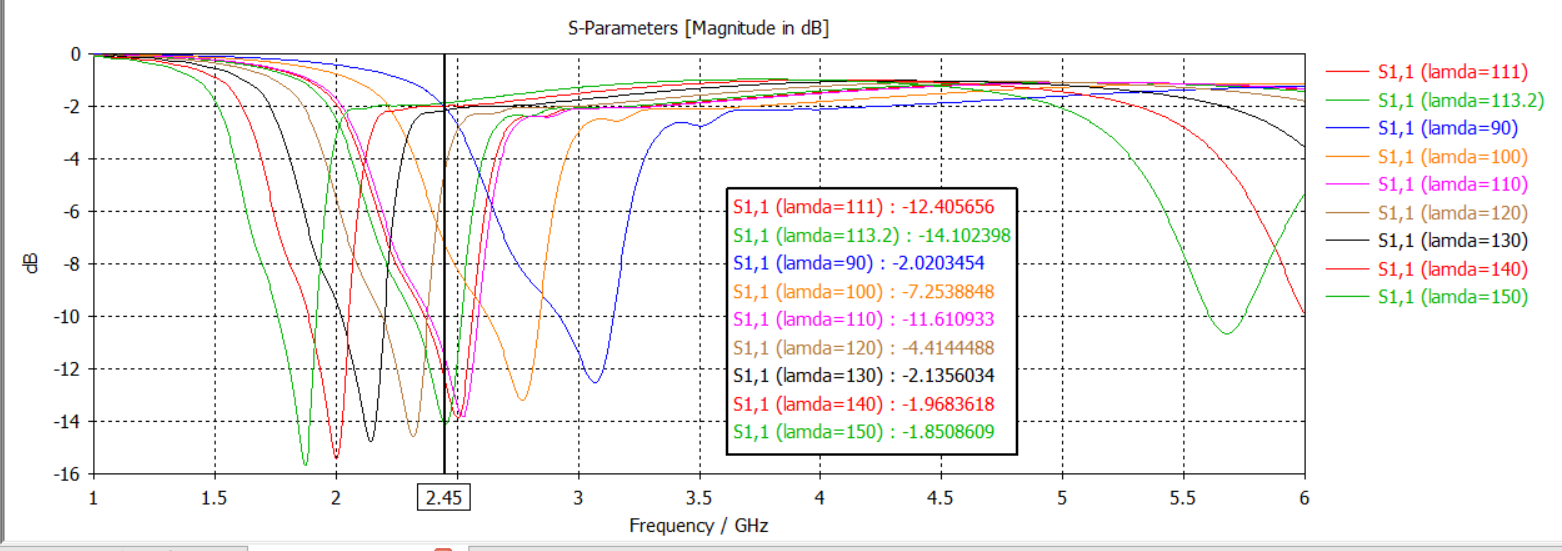 S-Parameters [Magnitude in dB]
0
-2
-4
-6
-8
-10
-12
-14
-16
dB
1
1.5
2
2.45
3
3.5
4
4.5
5
5.5
6
Frequency / GHz
S1,1 (lamda=111) : -12.405656
S1,1 (lamda=113.2) : -14.102398
S1,1 (lamda=90) : -2.0203454
S1,1 (lamda=100) : -7.2538848
S1,1 (lamda=110) : -11.610933
S1,1 (lamda=120) : -4.4144488
S1,1 (lamda=130) : -2.1356034
S1,1 (lamda=140) : -1.9683618
S1,1 (lamda=150) : -1.8508609
S1,1 (lamda=111)
S1,1 (lamda=113.2)
S1,1 (lamda=90)
S1,1 (lamda=100)
S1,1 (lamda=110)
S1,1 (lamda=120)
S1,1 (lamda=130)
S1,1 (lamda=140)
S1,1 (lamda=150)